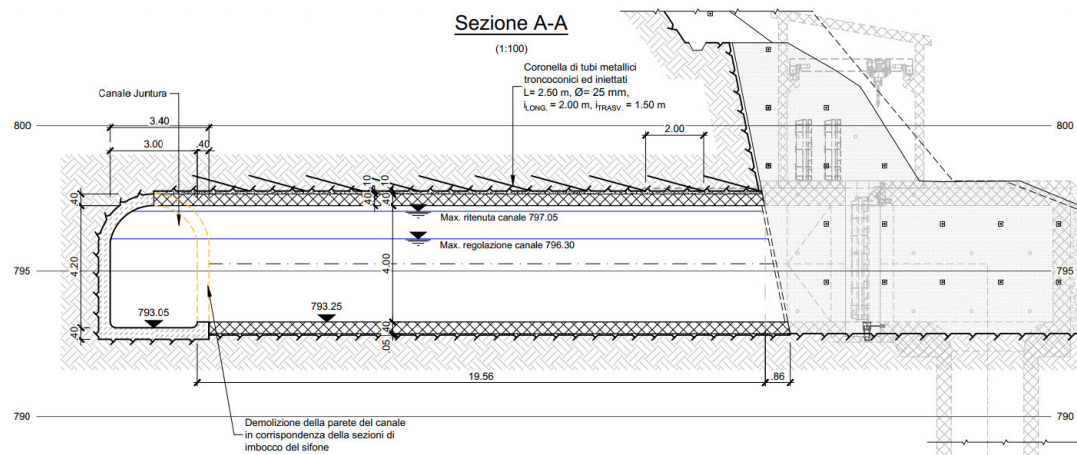 Sezione A-A
(1:100)
Coronella di tubi metallici
troncoconici ed iniettati
L= 2.50 m, Ø= 25 mm,
iLONG. = 2.00 m, iTRASV. = 1.50 m
Canale Juntura
800
800
3.40
3.00
.40
2.00
.40
.10
.40
.10
.40
Max. ritenuta canale 797.05
Max. regolazione canale 796.30
4.20
4.00
795
795
793.05
793.25
.40
.40
.05
19.56
.86
790
790
Demolizione della parete del canale
in corrispondenza della sezioni di
imbocco del sifone